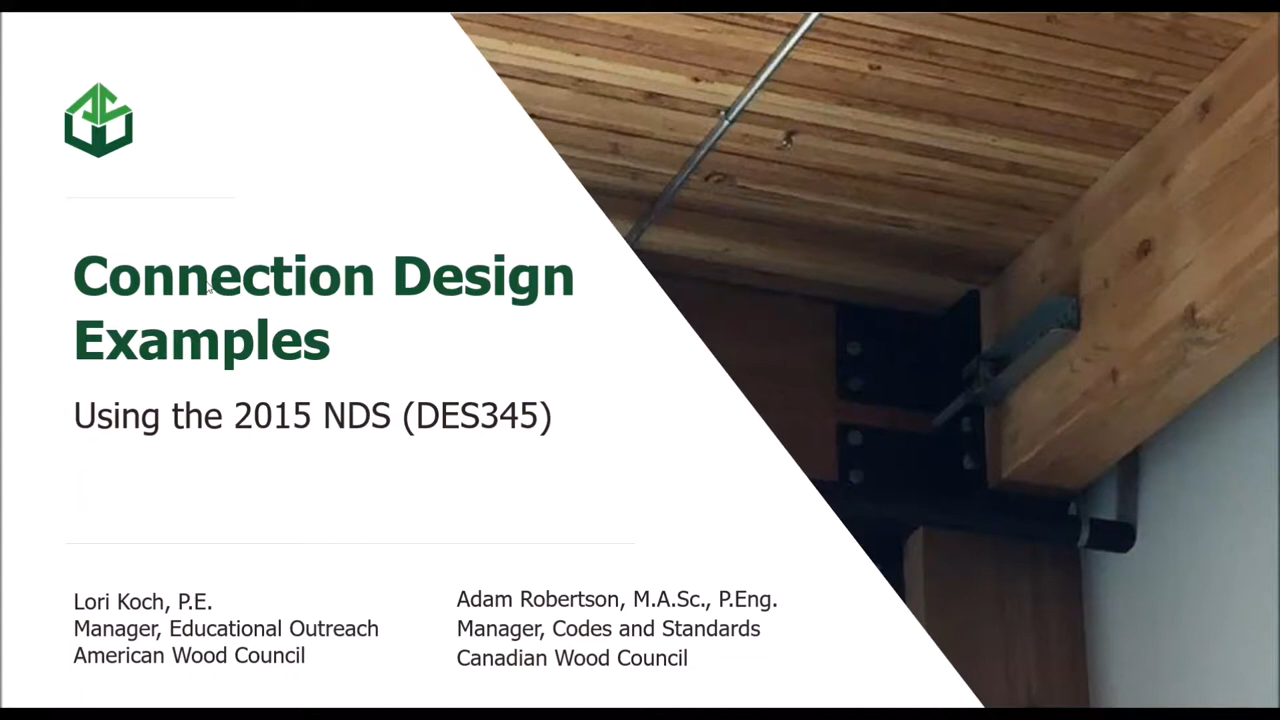 Connection Design
Examples
Using the 2015 NDS (DES345)
Lori Koch, P.E.
Manager, Educational Outreach
American Wood Council
Adam Robertson, M.A.Sc., P.Eng.
Manager, Codes and Standards
Canadian Wood Council